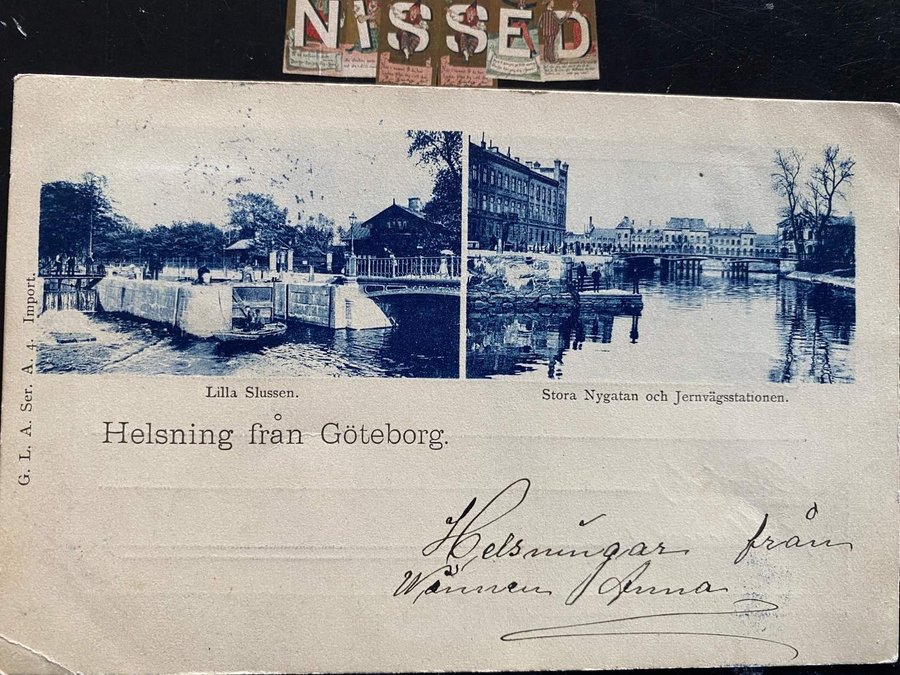 NISSED
Lilla Slussen.
Stora Nygatan och Jernvägsstationen.
Helsning från Göteborg.
G. L. A. Ser. A. 4. Import.
Helsningar från
Wännen Anna